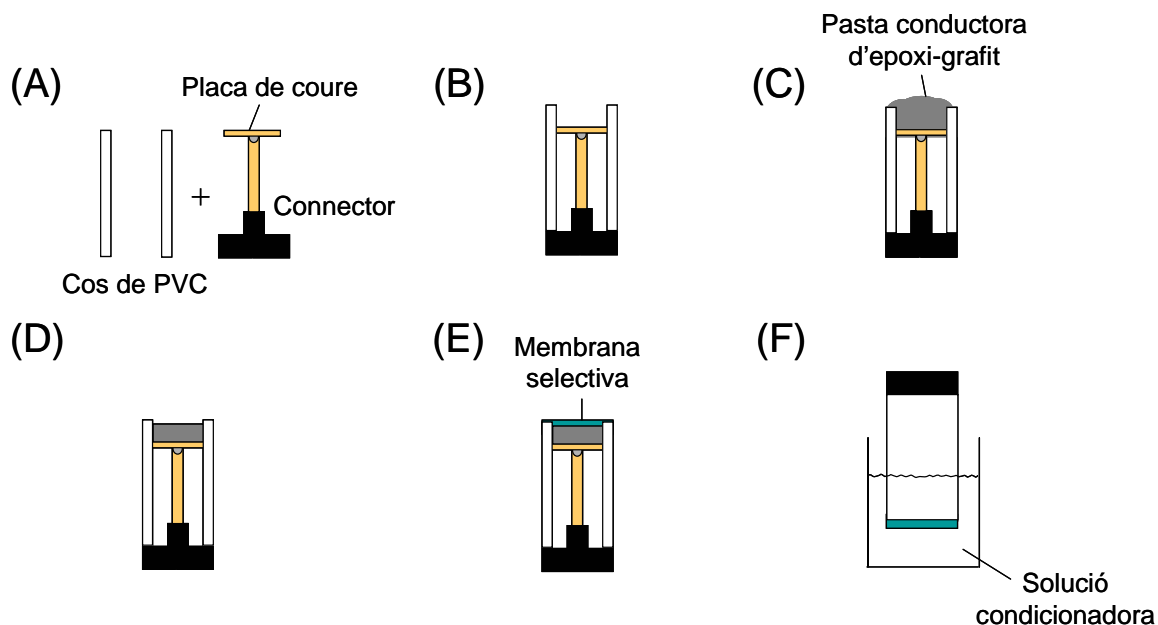 (A)
Placa de coure
+
Connector
Cos de PVC
(B)
(C)
Pasta conductora
d'epoxi-grafit
(D)
(E)
Membrana
selectiva
(F)
Solució
condicionadora